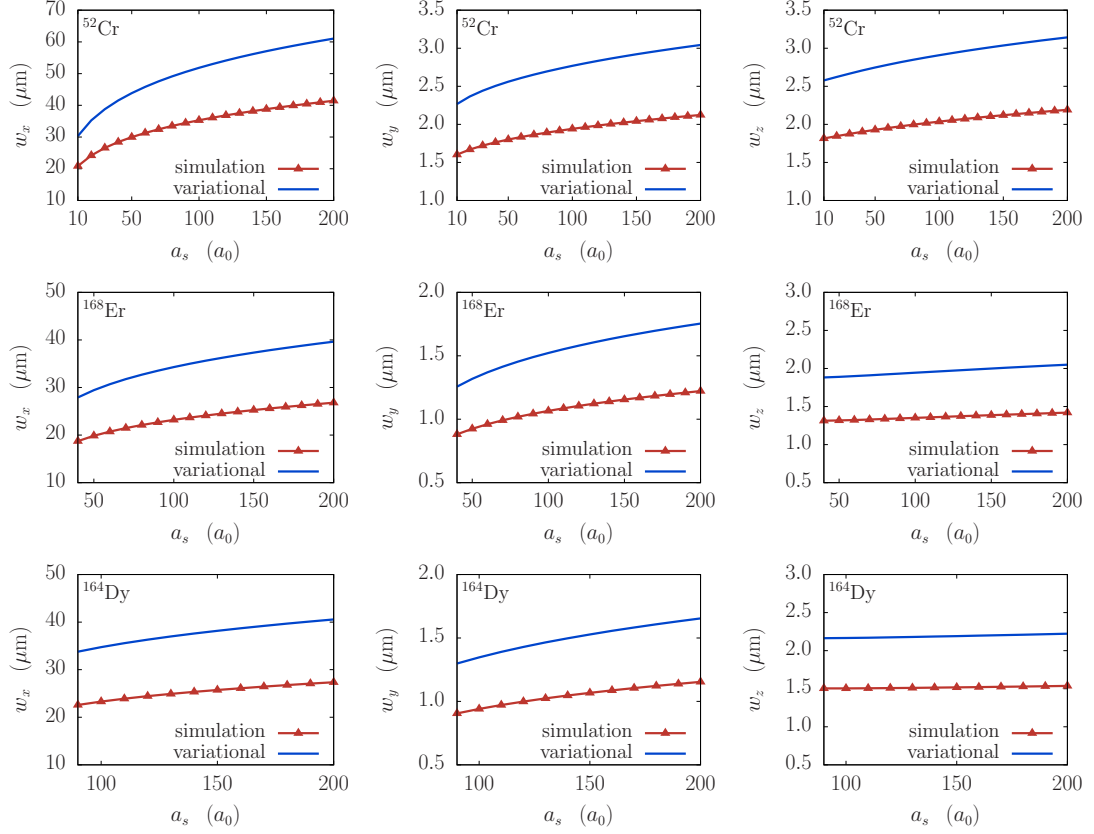 70
60
50
40
30
20
10
w_x (μm)
⁵²Cr
simulation
variational
10 50 100 150 200
a_s (a_0)
3.5
3.0
2.5
2.0
1.5
1.0
w_y (μm)
⁵²Cr
simulation
variational
10 50 100 150 200
a_s (a_0)
3.5
3.0
2.5
2.0
1.5
1.0
w_z (μm)
⁵²Cr
simulation
variational
10 50 100 150 200
a_s (a_0)
50
40
30
20
10
w_x (μm)
¹⁶⁸Er
simulation
variational
50 100 150 200
a_s (a_0)
2.0
1.5
1.0
0.5
w_y (μm)
¹⁶⁸Er
simulation
variational
50 100 150 200
a_s (a_0)
3.0
2.5
2.0
1.5
1.0
0.5
w_z (μm)
¹⁶⁸Er
simulation
variational
50 100 150 200
a_s (a_0)
50
40
30
20
10
w_x (μm)
¹⁶⁴Dy
simulation
variational
100 150 200
a_s (a_0)
2.0
1.5
1.0
0.5
w_y (μm)
¹⁶⁴Dy
simulation
variational
100 150 200
a_s (a_0)
3.0
2.5
2.0
1.5
1.0
0.5
w_z (μm)
¹⁶⁴Dy
simulation
variational
100 150 200
a_s (a_0)